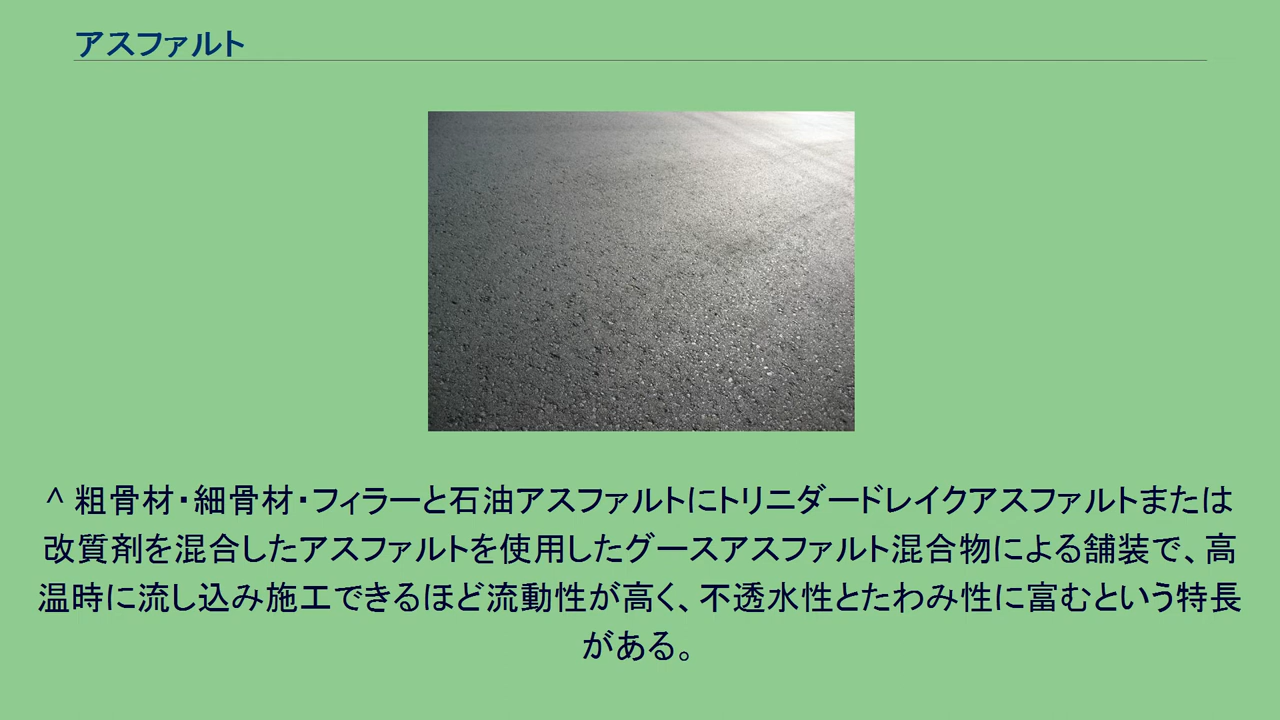 アスファルト
^ 粗骨材・細骨材・フィラーと石油アスファルトにトリニダードレイクアスファルトまたは
改質剤を混合したアスファルトを使用したグースアスファルト混合物による舗装で、高
温時に流し込み施工できるほど流動性が高く、不透水性とたわみ性に富むという特長
がある。